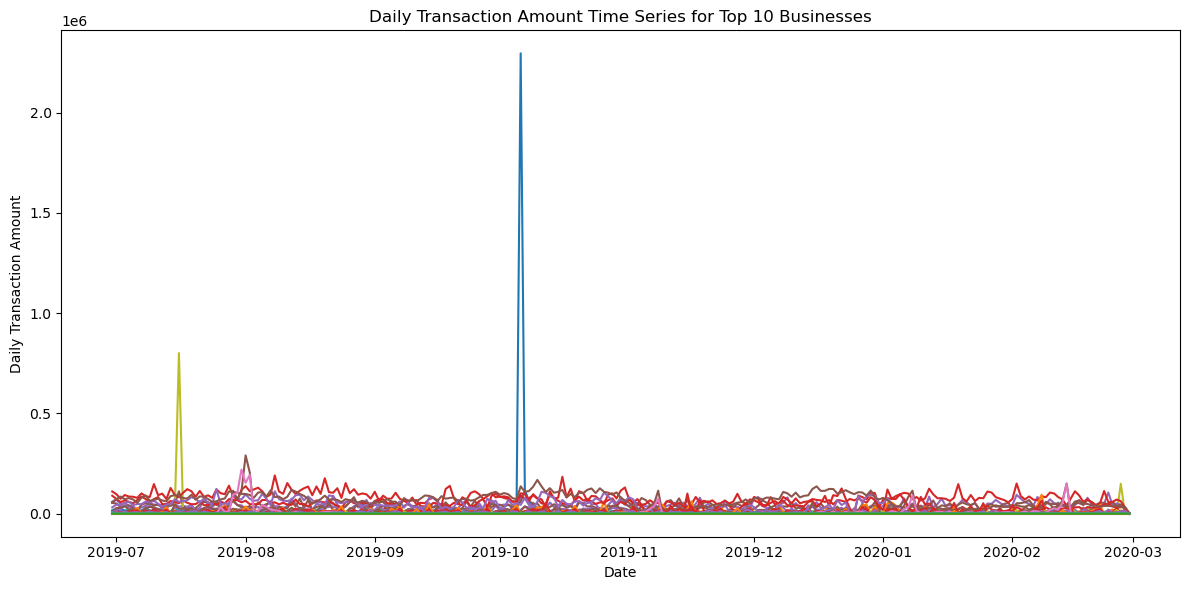 Daily Transaction Amount Time Series for Top 10 Businesses
1e6
2.0
1.5
1.0
0.5
0.0
Daily Transaction Amount
2019-07 2019-08 2019-09 2019-10 2019-11 2019-12 2020-01 2020-02 2020-03
Date